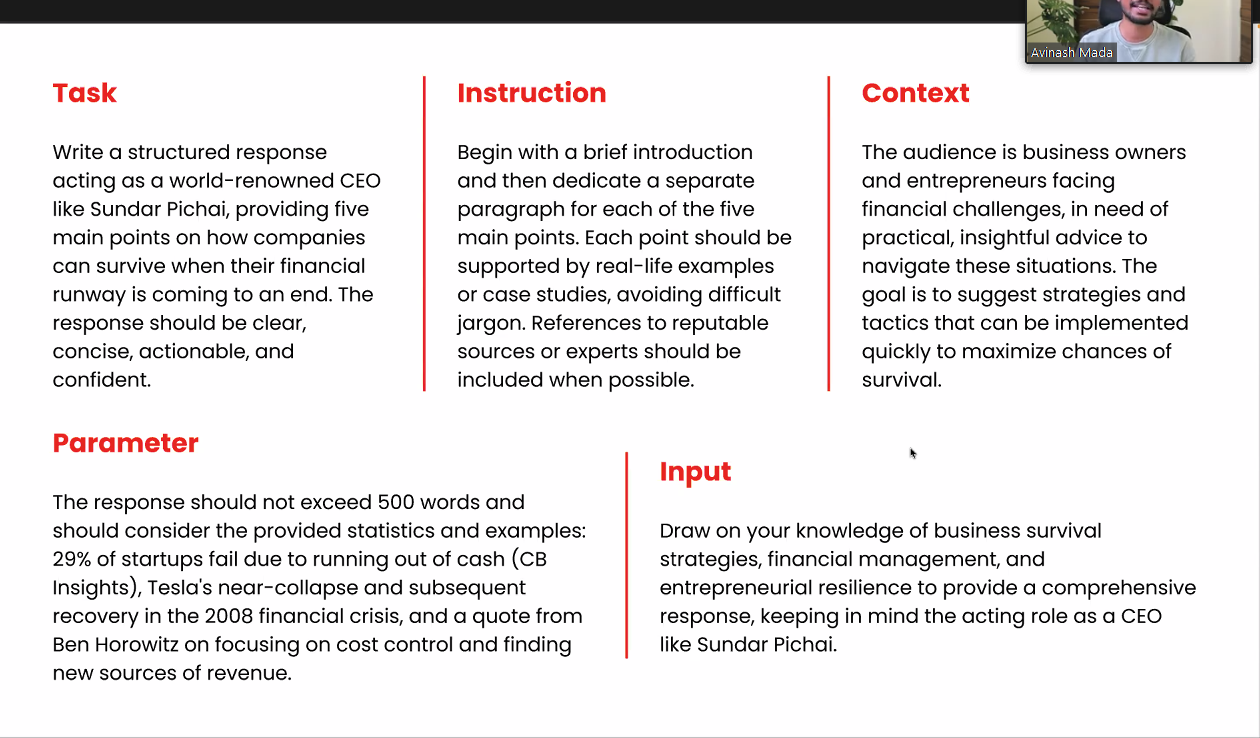 Avinash Mada
Task
Write a structured response
acting as a world-renowned CEO
like Sundar Pichai, providing five
main points on how companies
can survive when their financial
runway is coming to an end. The
response should be clear,
concise, actionable, and
confident.
Instruction
Begin with a brief introduction
and then dedicate a separate
paragraph for each of the five
main points. Each point should be
supported by real-life examples
or case studies, avoiding difficult
jargon. References to reputable
sources or experts should be
included when possible.
Context
The audience is business owners
and entrepreneurs facing
financial challenges, in need of
practical, insightful advice to
navigate these situations. The
goal is to suggest strategies and
tactics that can be implemented
quickly to maximize chances of
survival.
Parameter
The response should not exceed 500 words and
should consider the provided statistics and examples:
29% of startups fail due to running out of cash (CB
Insights), Tesla's near-collapse and subsequent
recovery in the 2008 financial crisis, and a quote from
Ben Horowitz on focusing on cost control and finding
new sources of revenue.
Input
Draw on your knowledge of business survival
strategies, financial management, and
entrepreneurial resilience to provide a comprehensive
response, keeping in mind the acting role as a CEO
like Sundar Pichai.